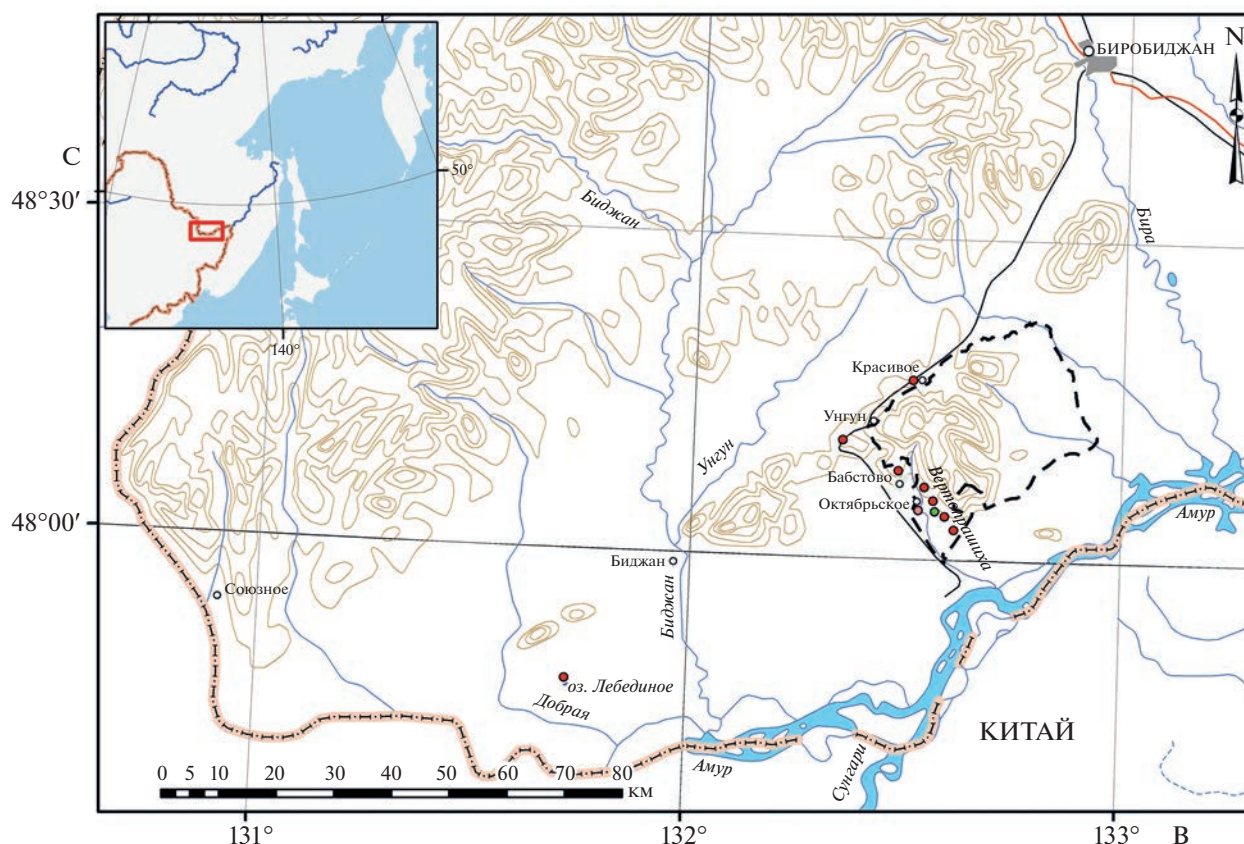 N
БИРОБИДЖАН
С
50°
48°30′
Биджан
Бира
140°
Красивое
Унгун
Унгун
Бабстово
Вертопрашиха
Октябрьское
48°00′
Амур
Биджан
Союзное
Биджан
оз. Лебединое
Добрая
КИТАЙ
Амур
Сунгари
0 5 10 20 30 40 50 60 70 80
км
131°
132°
133°
В